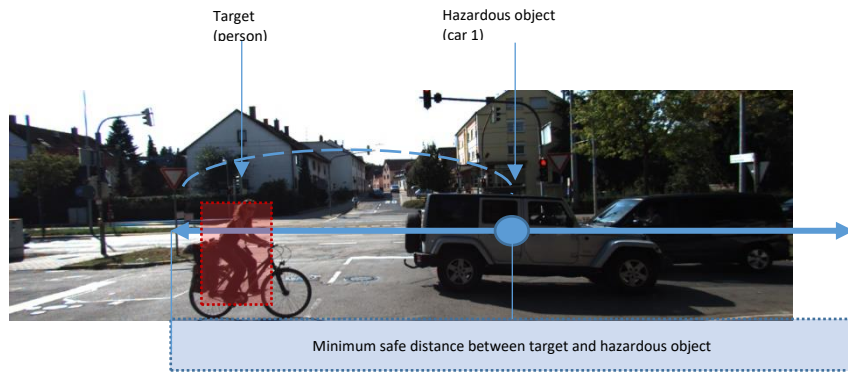 Target
(person)
Hazardous object
(car 1)
Minimum safe distance between target and hazardous object